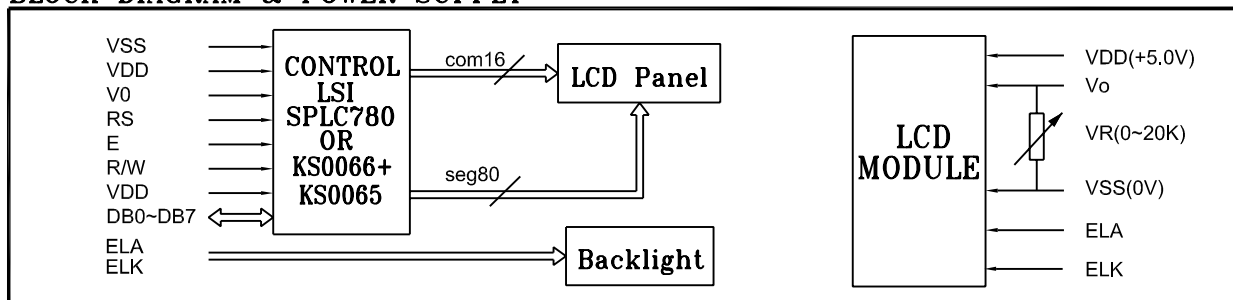 BLOCK DIAGRAM & POWER SUPPLY
VSS
VDD
V0
RS
E
R/W
VDD
DB0~DB7
ELA
ELK
CONTROL
LSI
SPLC780
OR
KS0066+
KS0065
com16
seg80
LCD Panel
Backlight
LCD
MODULE
VDD(+5.0V)
Vo
VR(0~20K)
VSS(0V)
ELA
ELK